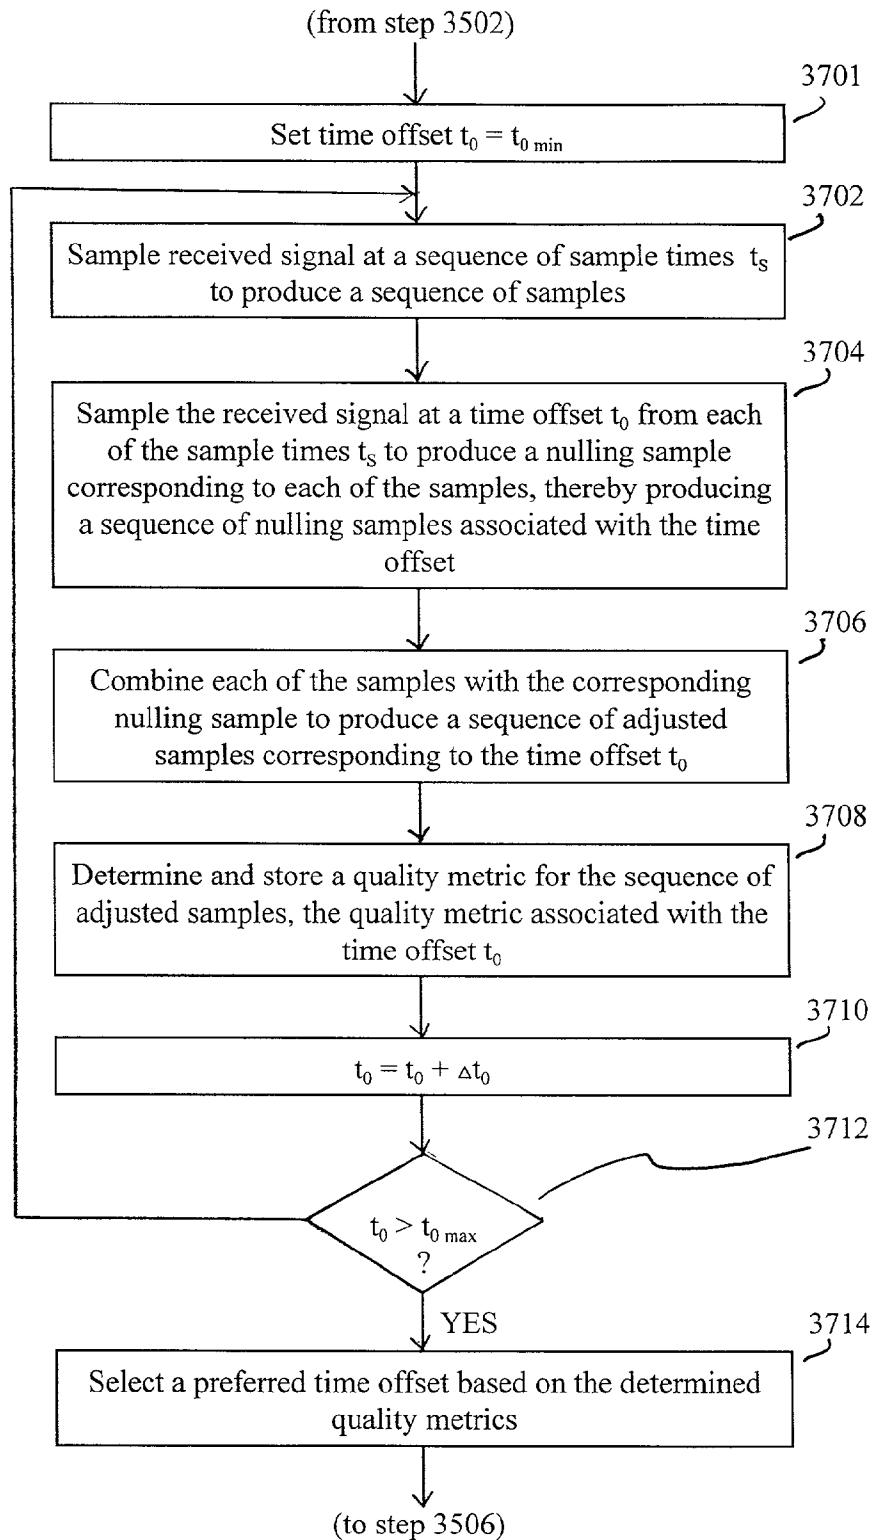 (from step 3502)
3701
Set time offset t₀ = t₀ min
3702
Sample received signal at a sequence of sample times tS
to produce a sequence of samples
3704
Sample the received signal at a time offset t₀ from each
of the sample times tS to produce a nulling sample
corresponding to each of the samples, thereby producing
a sequence of nulling samples associated with the time
offset
3706
Combine each of the samples with the corresponding
nulling sample to produce a sequence of adjusted
samples corresponding to the time offset t₀
3708
Determine and store a quality metric for the sequence of
adjusted samples, the quality metric associated with the
time offset t₀
3710
t₀ = t₀ + Δt₀
3712
t₀ > t₀ max
?
YES
3714
Select a preferred time offset based on the determined
quality metrics
(to step 3506)